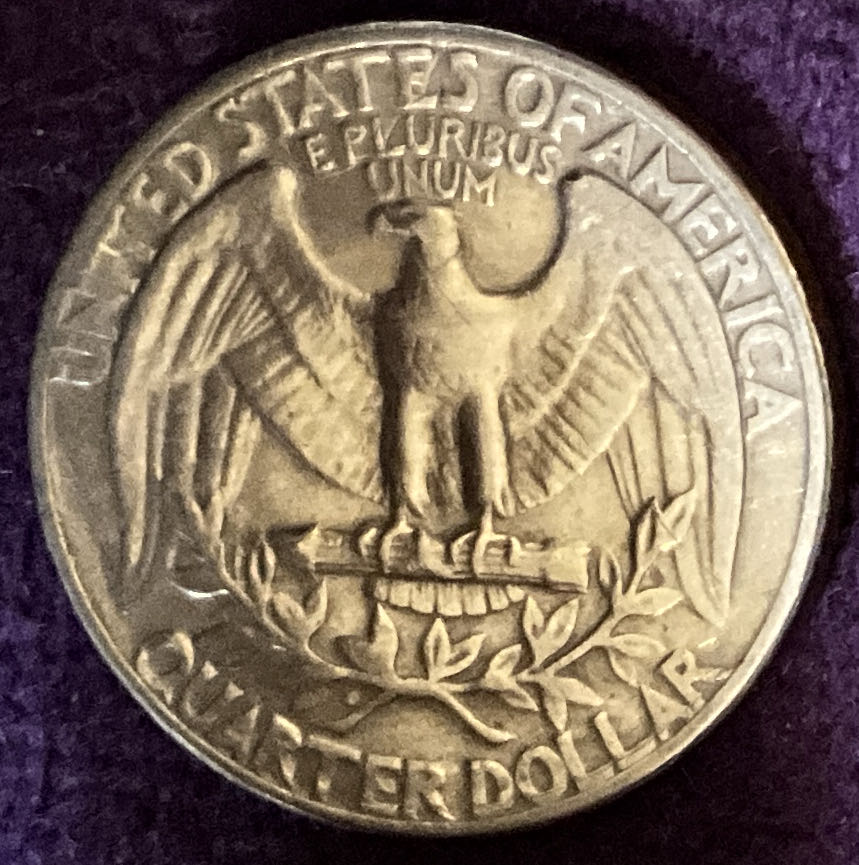 UNITED STATES OF AMERICA
E PLURIBUS
UNUM
QUARTER DOLLAR